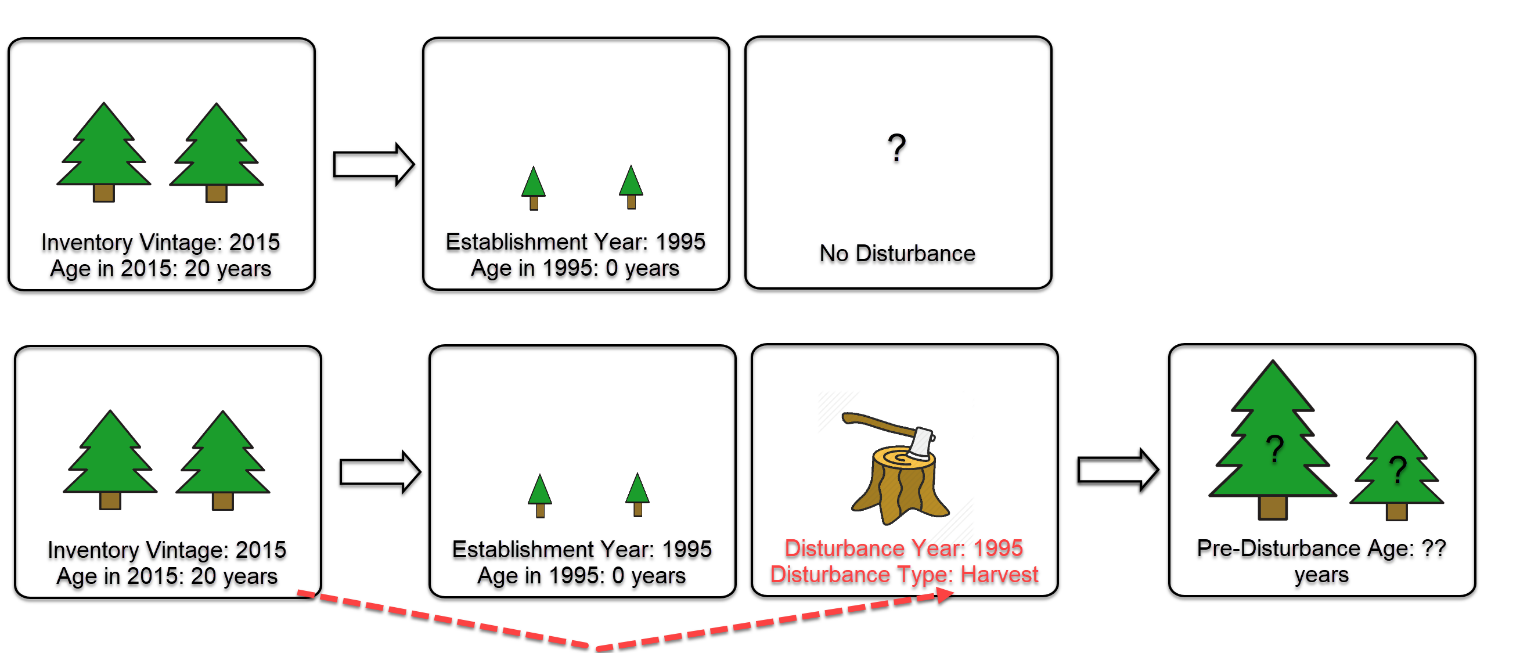 Inventory Vintage: 2015
Age in 2015: 20 years
Establishment Year: 1995
Age in 1995: 0 years
?
No Disturbance
Inventory Vintage: 2015
Age in 2015: 20 years
Establishment Year: 1995
Age in 1995: 0 years
Disturbance Year: 1995
Disturbance Type: Harvest
?
?
Pre-Disturbance Age: ??
years